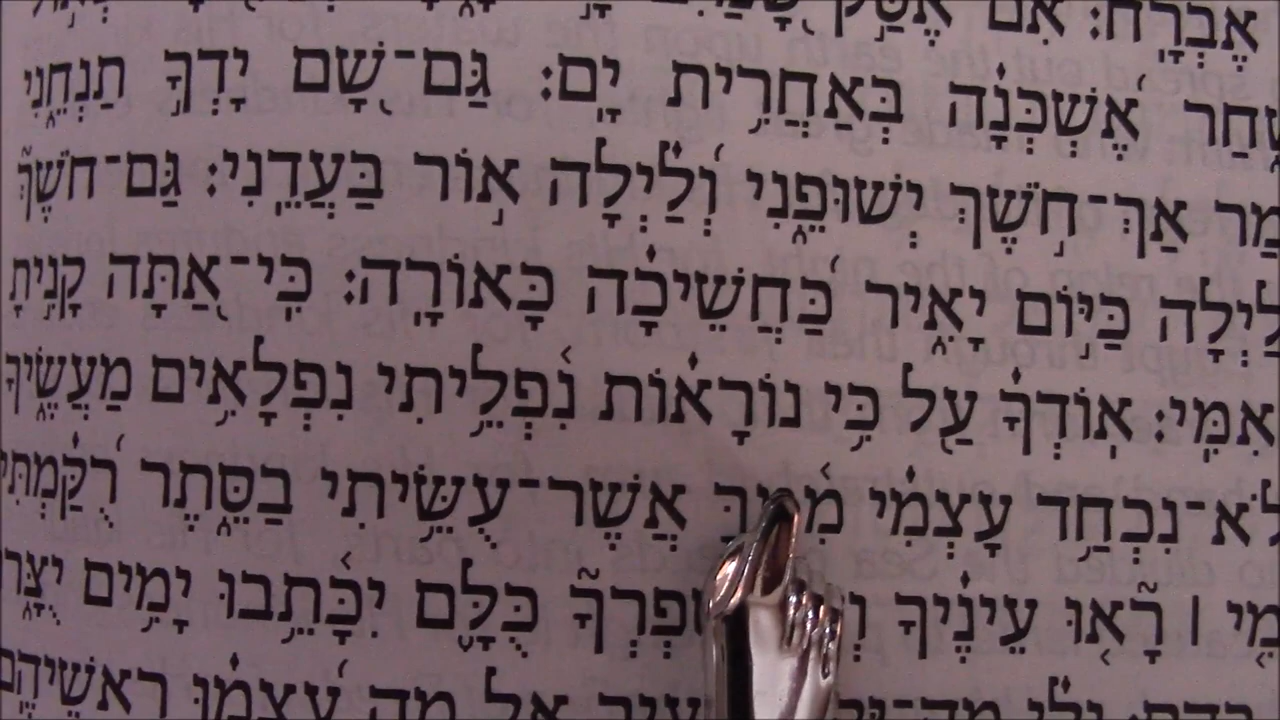 אֶבְרָח׃ אִם אֶסַּק שָׁמַיִם
שַׁחַר אֶשְׁכְּנָה בְּאַחֲרִית יָם׃ גַּם־שָׁם יָדְךָ תַנְחֵנִי
אַךְ־חֹשֶׁךְ יְשׁוּפֵנִי וְלַיְלָה אוֹר בַּעֲדֵנִי׃ גַּם־חֹשֶׁךְ
לַיְלָה כַּיּוֹם יָאִיר כַּחֲשֵׁיכָה כָּאוֹרָה׃ כִּי־אַתָּה קָנִיתָ
אִמִּי׃ אוֹדְךָ עַל כִּי נוֹרָאוֹת נִפְלֵיתִי נִפְלָאִים מַעֲשֶׂיךָ
לֹא־נִכְחַד עָצְמִי מִמֶּךָּ אֲשֶׁר־עֻשֵּׂיתִי בַסֵּתֶר רֻקַּמְתִּי
רָאוּ עֵינֶיךָ כֻּלָּם יִכָּתֵבוּ יָמִים יֻצָּרוּ
מֶה עָצְמוּ רָאשֵׁיהֶם